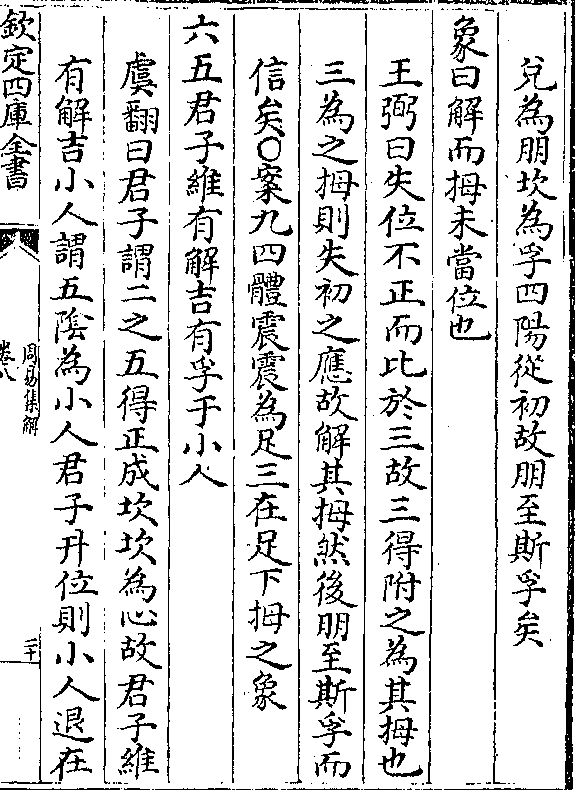 兌為朋坎為孚四陽從初故朋至斯孚矣
象曰解而拇未當位也
王弼曰失位不正而比於三故三得附之為其拇也
三為之拇則失初之應故解其拇然後朋至斯孚而
信矣○案九四體震震為足三在足下拇之象
六五君子維有解吉有孚于小人
虞翻曰君子謂二之五得正成坎坎為心故君子維
有解吉小人謂五陰為小人君子升位則小人退在
欽定四庫全書
周易集解
卷八
二十